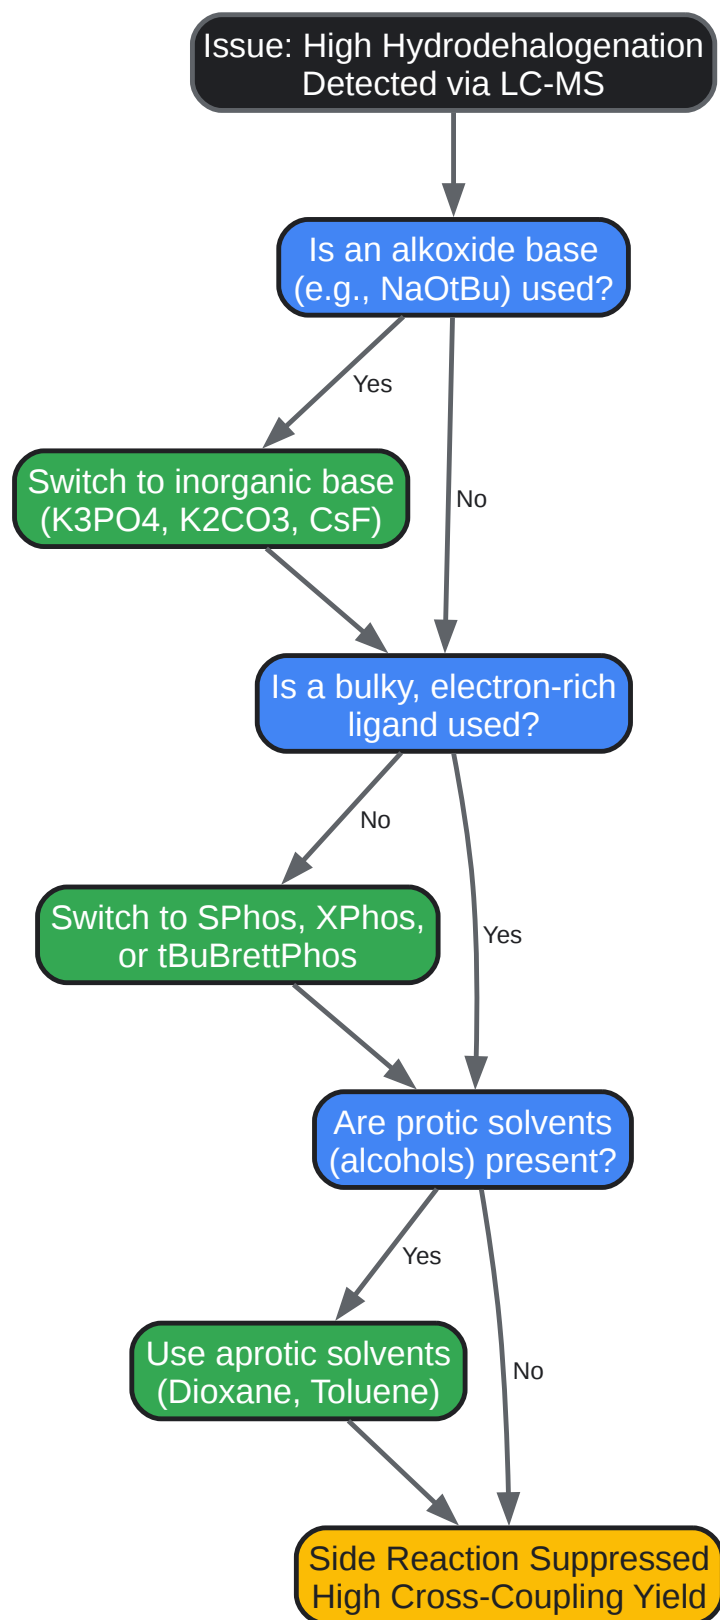 Issue: High Hydrodehalogenation
Detected via LC-MS
Is an alkoxide base
(e.g., NaOtBu) used?
Yes
Switch to inorganic base
(K3PO4, K2CO3, CsF)
No
Is a bulky, electron-rich
ligand used?
No
Switch to SPhos, XPhos,
or tBuBrettPhos
Yes
Are protic solvents
(alcohols) present?
Yes
Use aprotic solvents
(Dioxane, Toluene)
No
Side Reaction Suppressed
High Cross-Coupling Yield